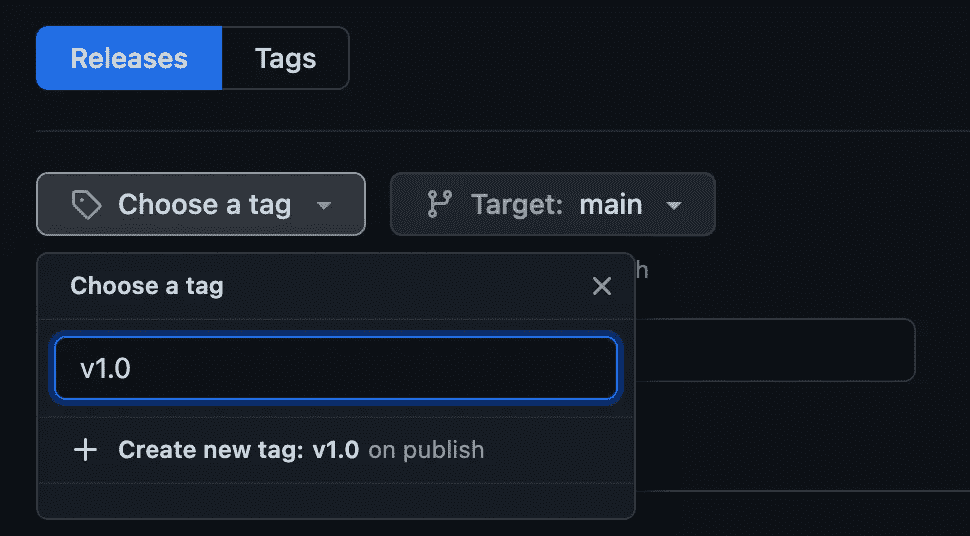 Releases Tags
Choose a tag Target: main
h
Choose a tag
v1.0
Create new tag: v1.0 on publish